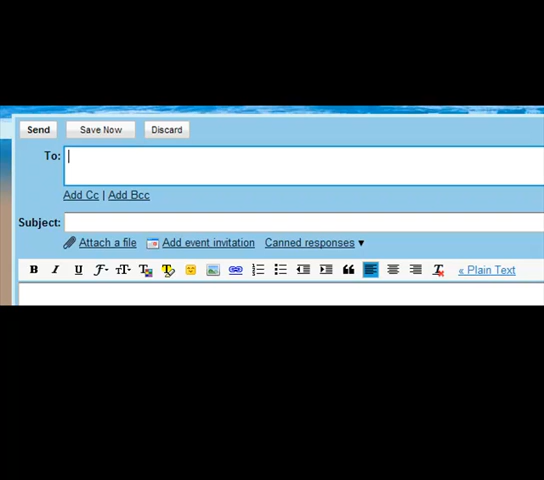 Send Save Now Discard
To:
Add Cc | Add Bcc
Subject:
Attach a file Add event invitation Canned responses ▼
B I U F T T T “ T « Plain Text